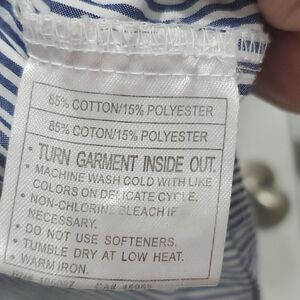 85% COTTON/15% POLYESTER
85% COTON/15% POLYESTER
• TURN GARMENT INSIDE OUT.
• MACHINE WASH COLD WITH LIKE
COLORS ON DELICATE CYCLE.
• NON-CHLORINE BLEACH IF
NECESSARY.
• DO NOT USE SOFTENERS.
• TUMBLE DRY AT LOW HEAT.
• WARM IRON.